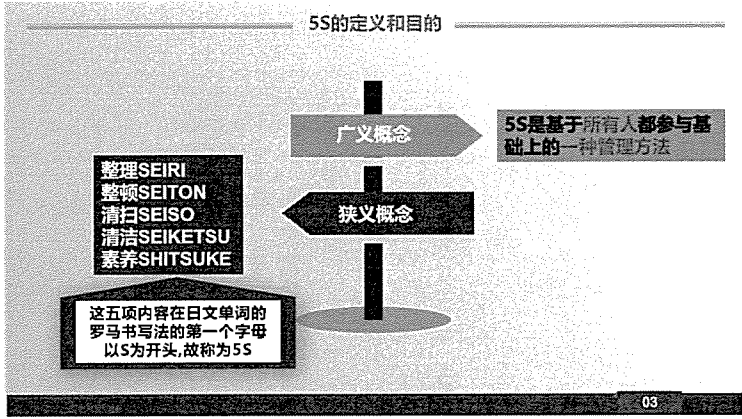 5S的定义和目的
广义概念
5S是基于所有人都参与基
础上的一种管理方法
整理SEIRI
整顿SEITON
清扫SEISO
清洁SEIKETSU
素养SHITSUKE
狭义概念
这五项内容在日文单词的
罗马书写法的第一个字母
以S为开头,故称为5S
03